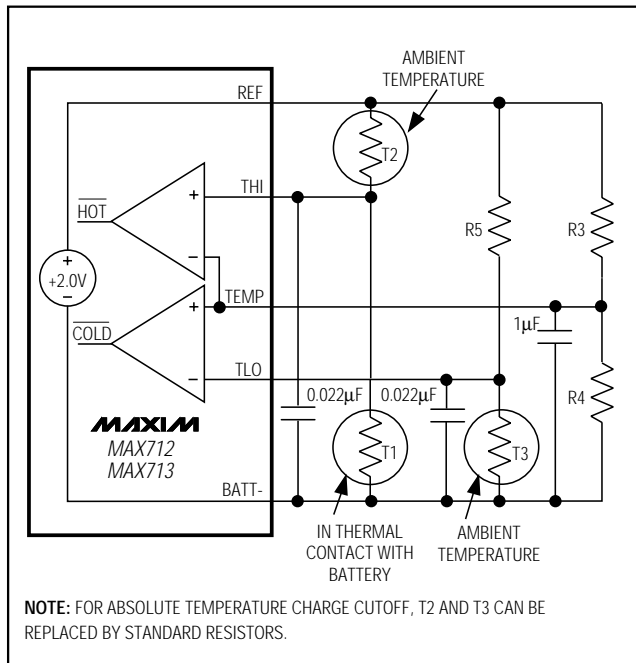 AMBIENT
TEMPERATURE
REF
T2
THI
+
HOT
−
R5
R3
+
+2.0V
−
TEMP
+
COLD
1μF
−
TLO
0.022μF
0.022μF
R4
MAXIM
MAX712
MAX713
T1
T3
BATT-
IN THERMAL
CONTACT WITH
BATTERY
AMBIENT
TEMPERATURE
NOTE: FOR ABSOLUTE TEMPERATURE CHARGE CUTOFF, T2 AND T3 CAN BE
REPLACED BY STANDARD RESISTORS.